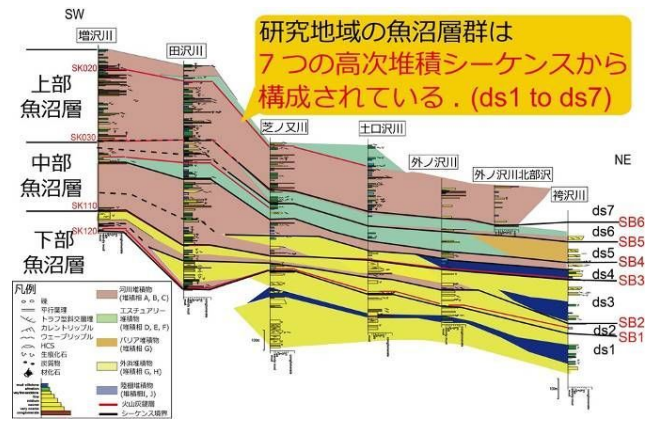 SW
増沢川
田沢川
研究地域の魚沼層群は
7つの高次堆積シーケンスから
構成されている．(ds1 to ds7)
SK020
上部
魚沼層
SK030
中部
魚沼層
SK110
下部
魚沼層
SK120
芝ノ又川
土口沢川
外ノ沢川
外ノ沢川北部沢
袴沢川
NE
ds7
SB6
ds6
SB5
ds5
SB4
ds4
SB3
ds3
SB2
ds2
SB1
ds1
凡例
礫
平行葉理
トラフ型斜交層理
カレントリップル
ウェーブリップル
HCS
生痕化石
炭質物
材化石
河川堆積物
(堆積相 A, B, C)
エスチュアリー
堆積物
(堆積相 D, E, F)
バリア堆積物
(堆積相 G)
外浜堆積物
(堆積相 G, H)
陸棚堆積物
(堆積相I, J)
火山灰鍵層
シーケンス境界